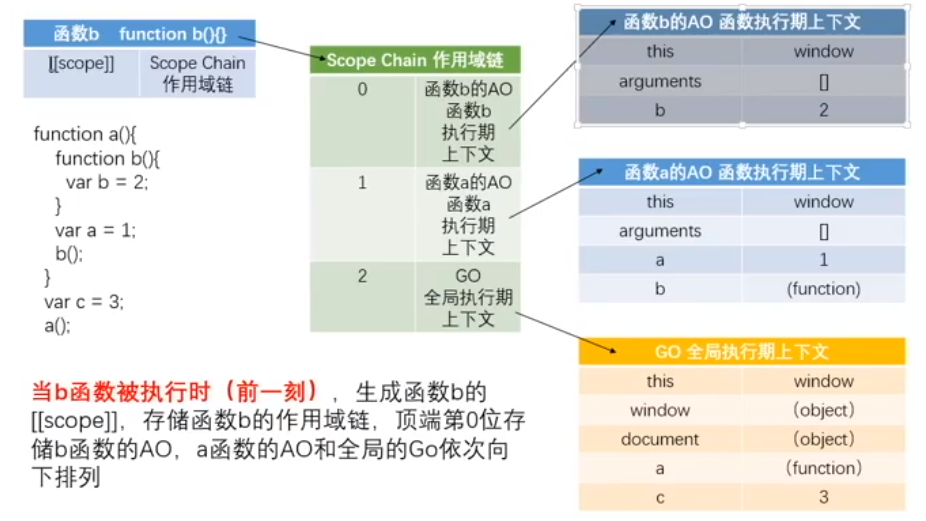 函数b function b(){}
[[scope]] Scope Chain
作用域链
function a(){
function b(){
var b = 2;
}
var a = 1;
b();
}
var c = 3;
a();
Scope Chain 作用域链
0 函数b的AO
函数b
执行期
上下文
1 函数a的AO
函数a
执行期
上下文
2 GO
全局执行期
上下文
函数b的AO 函数执行期上下文
this window
arguments []
b 2
函数a的AO 函数执行期上下文
this window
arguments []
a 1
b (function)
GO 全局执行期上下文
this window
window （object）
document （object）
a （function）
c 3
当b函数被执行时（前一刻），生成函数b的
[[scope]]，存储函数b的作用域链，顶端第0位存
储b函数的AO，a函数的AO和全局的Go依次向
下排列